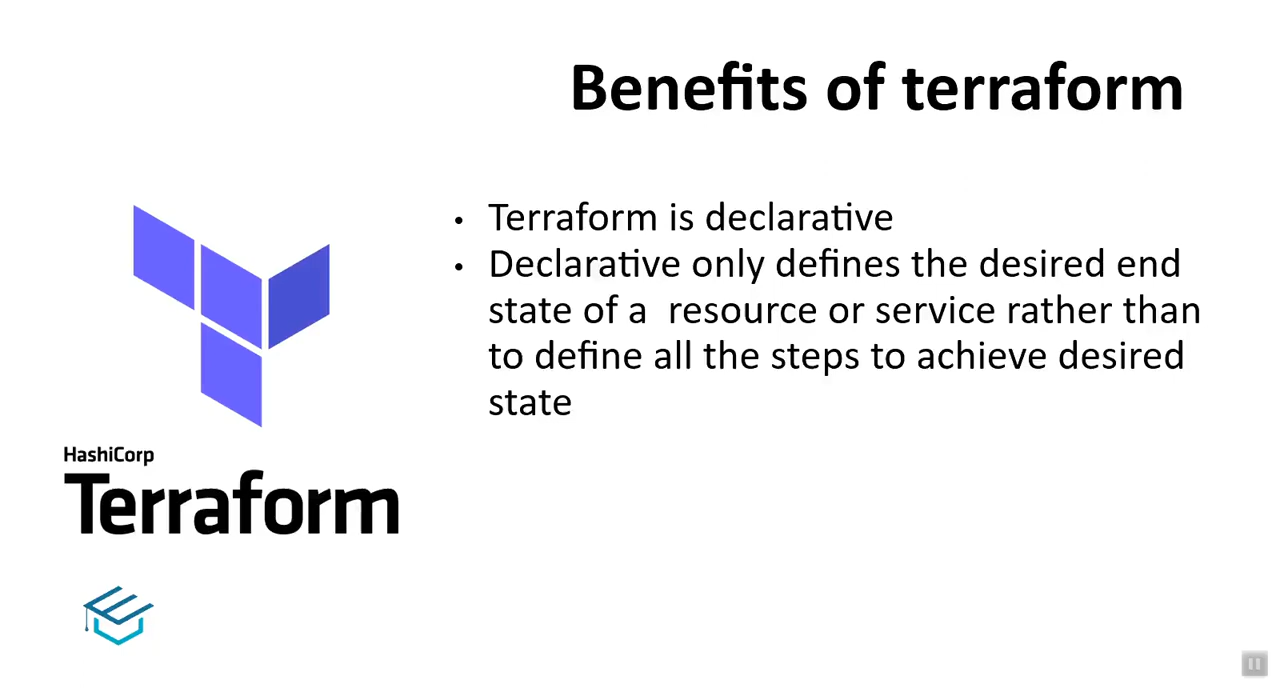 Benefits of terraform
• Terraform is declarative
• Declarative only defines the desired end
state of a  resource or service rather than
to define all the steps to achieve desired
state
HashiCorp
Terraform